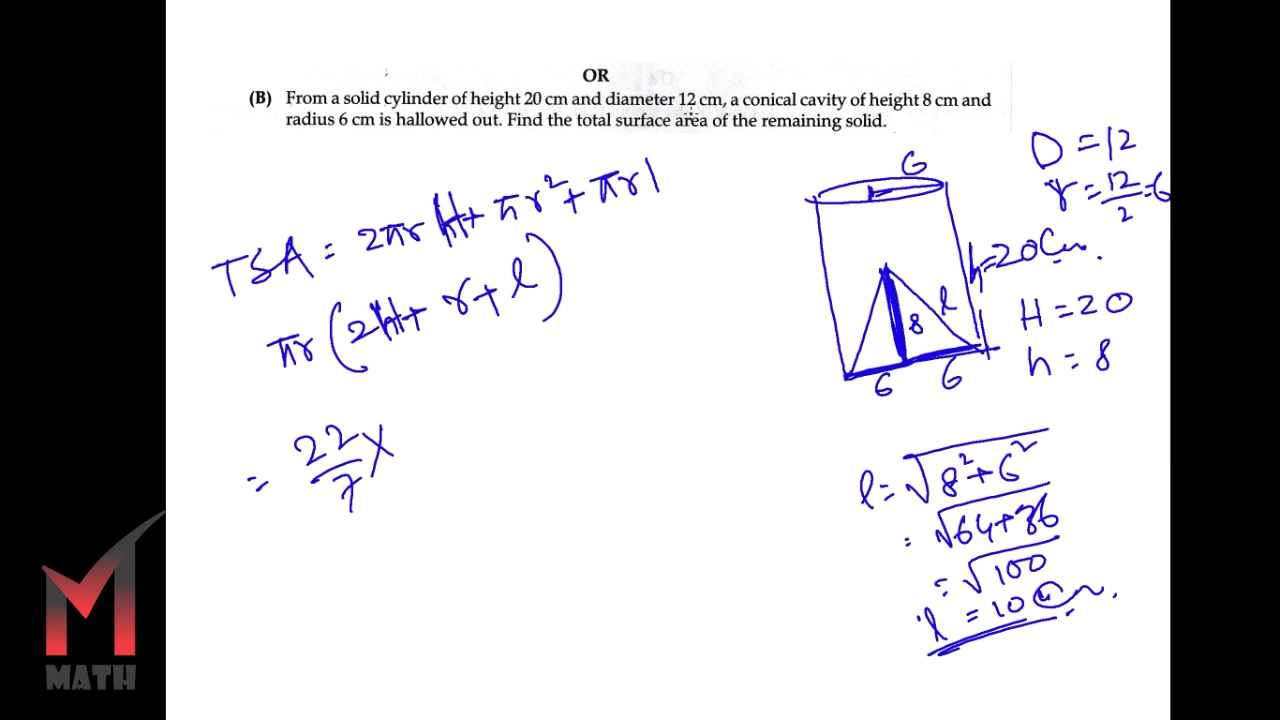 OR
(B) From a solid cylinder of height 20 cm and diameter 12 cm, a conical cavity of height 8 cm and
radius 6 cm is hallowed out. Find the total surface area of the remaining solid.
TSA = 2πr H + πr² + πrl
πr (2H + r + l)
= 22/7 ×
6
D = 12
r = 12/2 = 6
h=20Cm.
H = 20
h = 8
8
l
6
6
l = √8²+6²
= √64+36
= √100
l = 10 Cm.
M
MATH